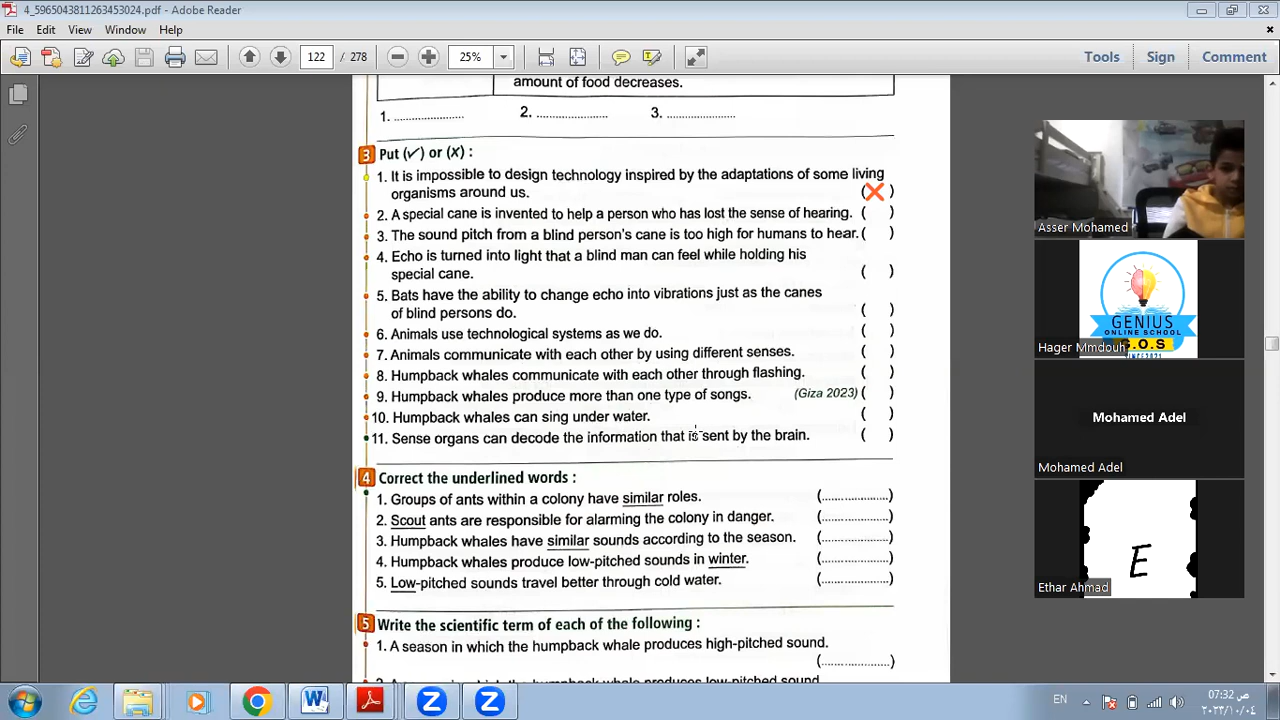 4_5965043811263453024.pdf - Adobe Reader
File Edit View Window Help
122 / 278 25% Tools Sign Comment
amount of food decreases.
1. .................... 2. .................... 3. ....................
3 Put (✓) or (✗) :
1. It is impossible to design technology inspired by the adaptations of some living
organisms around us. (✗)
2. A special cane is invented to help a person who has lost the sense of hearing. ( )
3. The sound pitch from a blind person's cane is too high for humans to hear. ( )
4. Echo is turned into light that a blind man can feel while holding his
special cane. ( )
5. Bats have the ability to change echo into vibrations just as the canes
of blind persons do. ( )
6. Animals use technological systems as we do. ( )
7. Animals communicate with each other by using different senses. ( )
8. Humpback whales communicate with each other through flashing. ( )
9. Humpback whales produce more than one type of songs. (Giza 2023) ( )
10. Humpback whales can sing under water. ( )
11. Sense organs can decode the information that is sent by the brain. ( )
4 Correct the underlined words :
1. Groups of ants within a colony have similar roles. (....................)
2. Scout ants are responsible for alarming the colony in danger. (....................)
3. Humpback whales have similar sounds according to the season. (....................)
4. Humpback whales produce low-pitched sounds in winter. (....................)
5. Low-pitched sounds travel better through cold water. (....................)
5 Write the scientific term of each of the following :
1. A season in which the humpback whale produces high-pitched sound.
(....................)
Asser Mohamed
GENIUS
ONLINE SCHOOL
G.O.S
SINCE 2021
Hager Mmdouh
Mohamed Adel
Mohamed Adel
E
Ethar Ahmad
EN
07:32 ص
٢٠٢٣/١٠/٠٤